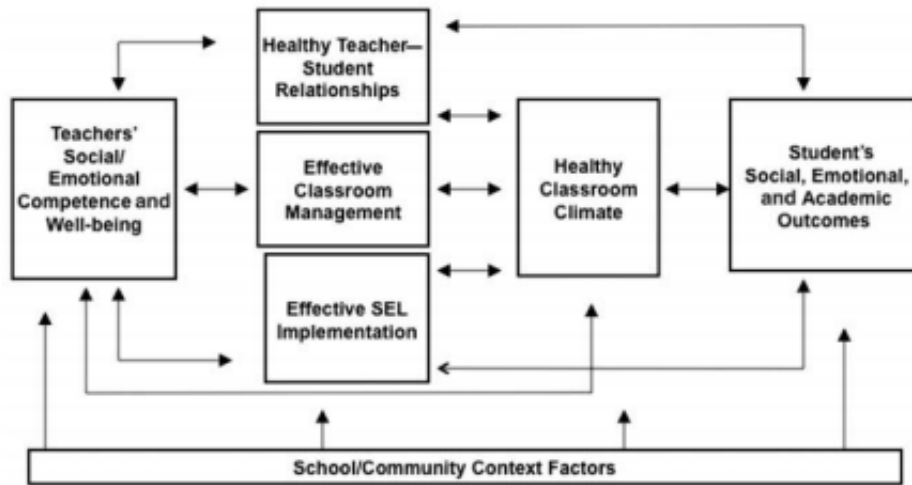 Healthy Teacher—
Student
Relationships
Teachers'
Social/
Emotional
Competence and
Well-being
Effective
Classroom
Management
Healthy
Classroom
Climate
Student's
Social, Emotional,
and Academic
Outcomes
Effective SEL
Implementation
School/Community Context Factors